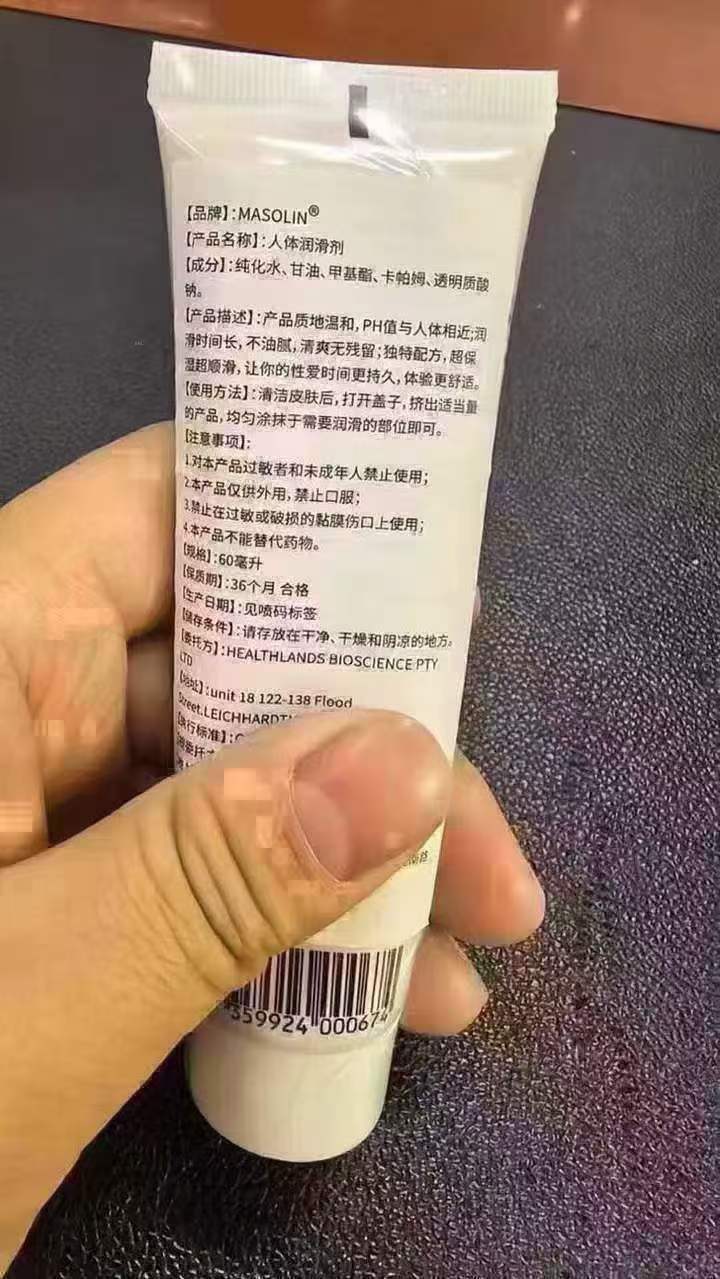 【品牌】:MASOLIN®
【产品名称】:人体润滑剂
【成分】:纯化水、甘油、甲基酯、卡帕姆、透明质酸
钠。
【产品描述】:产品质地温和,PH值与人体相近;润
滑时间长,不油腻,清爽无残留;独特配方,超保
湿超顺滑,让你的性爱时间更持久,体验更舒适。
【使用方法】:清洁皮肤后,打开盖子,挤出适当量
的产品,均匀涂抹于需要润滑的部位即可。
【注意事项】:
1.对本产品过敏者和未成年人禁止使用;
2.本产品仅供外用,禁止口服;
3.禁止在过敏或破损的黏膜伤口上使用;
4.本产品不能替代药物。
【规格】:60毫升
【保质期】:36个月 合格
【生产日期】:见喷码标签
【储存条件】:请存放在干净、干燥和阴凉的地方。
【委托方】:HEALTHLANDS BIOSCIENCE PTY
LTD
【地址】:unit 18 122-138 Flood
Street.LEICHHARDT
【执行标准】:
359924 000674